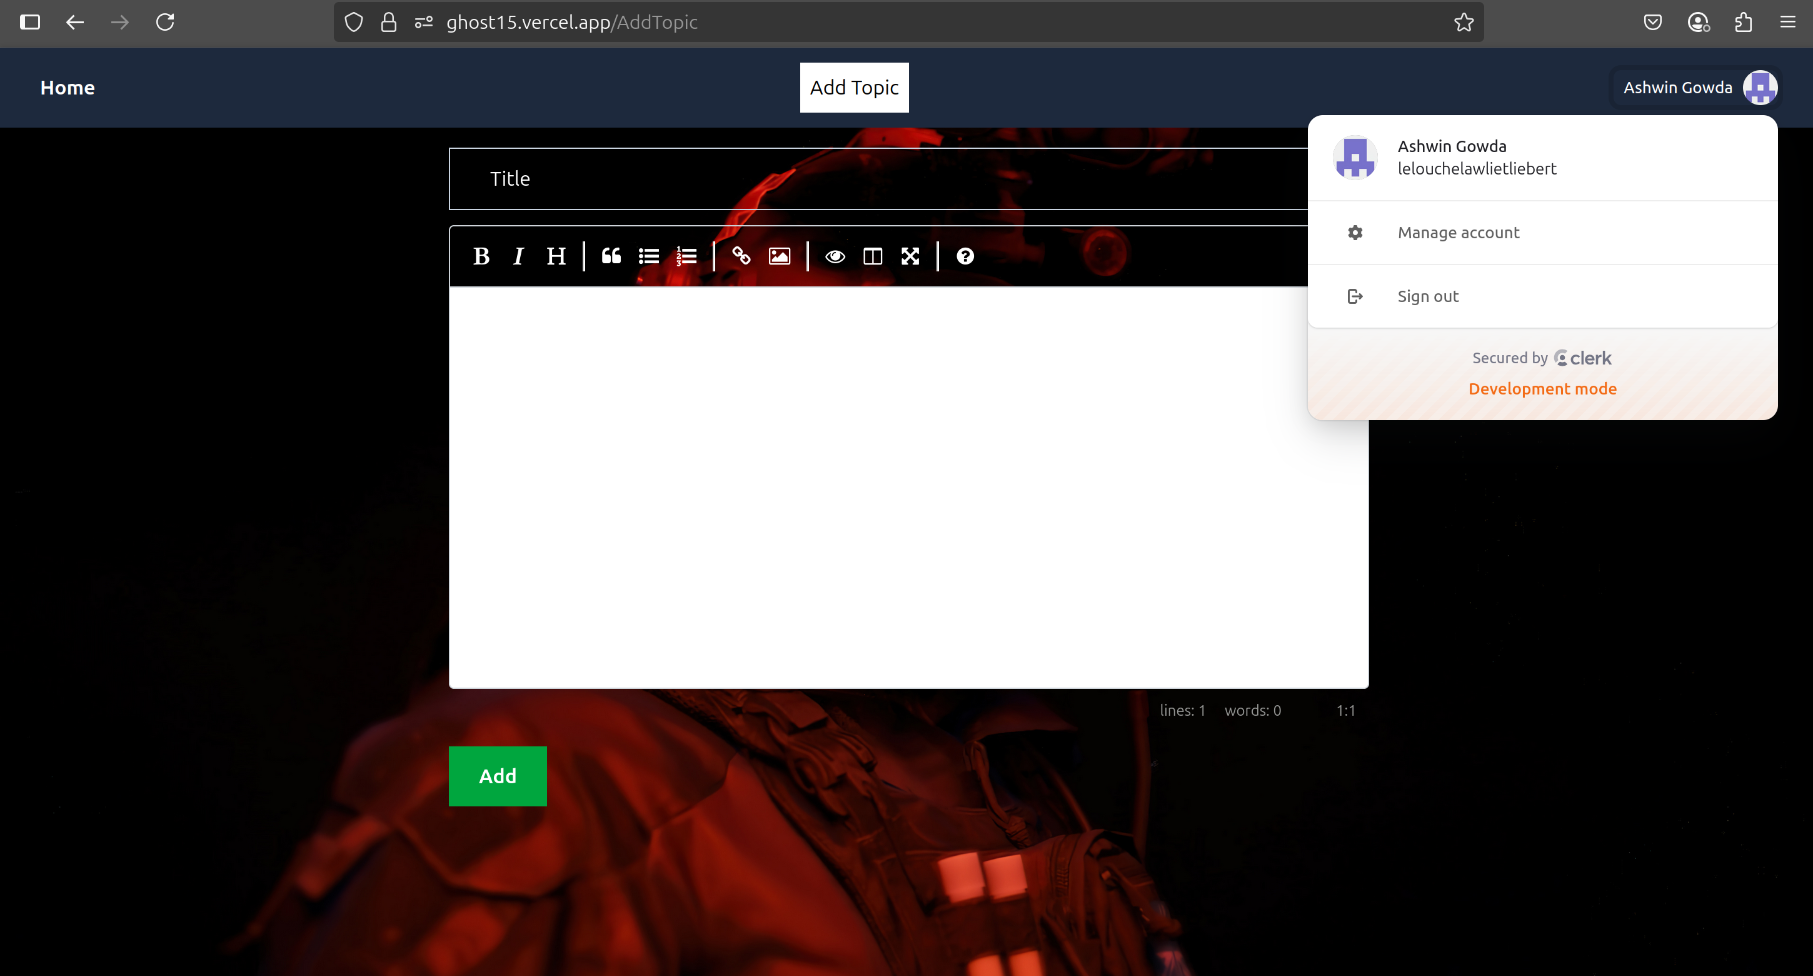 ghost15.vercel.app/AddTopic
Home
Add Topic
Ashwin Gowda
Ashwin Gowda
lelouchelawlietliebert
Manage account
Sign out
Secured by clerk
Development mode
Title
B I H
lines: 1 words: 0 1:1
Add